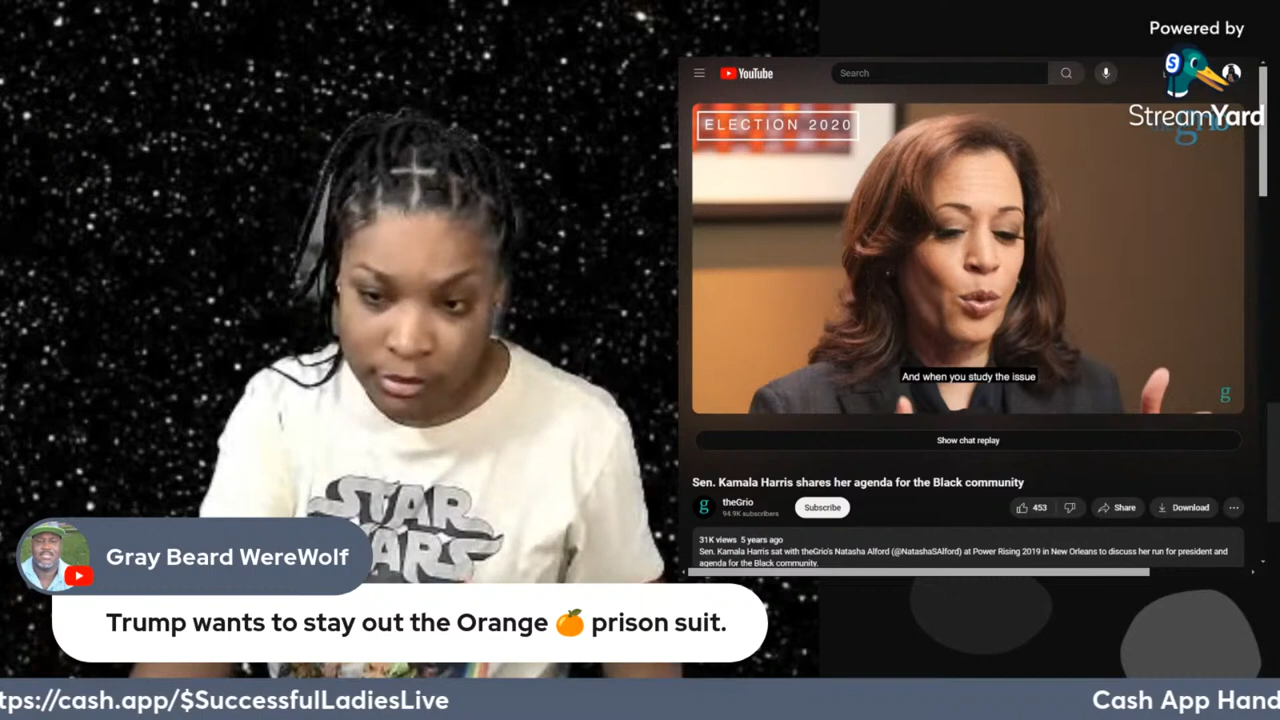 Powered by
StreamYard
YouTube
Search
ELECTION 2020
And when you study the issue
g
Show chat replay
Sen. Kamala Harris shares her agenda for the Black community
g
theGrio
94.9K subscribers
Subscribe
453
Share
Download
31K views 5 years ago
Sen. Kamala Harris sat with theGrio's Natasha Alford (@NatashaSAlford) at Power Rising 2019 in New Orleans to discuss her run for president and
agenda for the Black community.
STAR
WARS
Gray Beard WereWolf
Trump wants to stay out the Orange 🍊 prison suit.
tps://cash.app/$SuccessfulLadiesLive
Cash App Hand